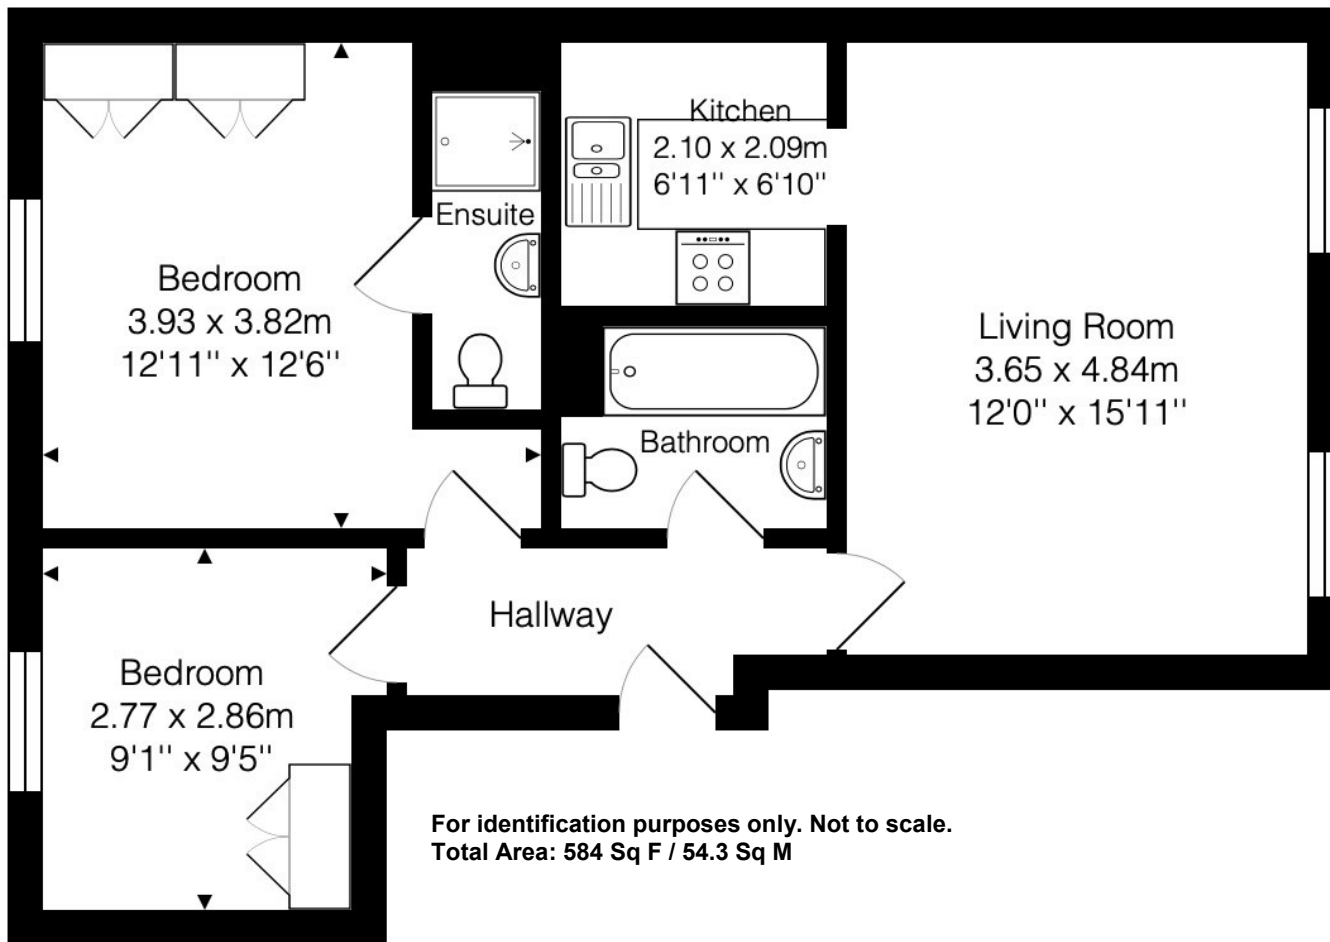 Kitchen
2.10 x 2.09m
6'11" x 6'10"
Ensuite
Bedroom
3.93 x 3.82m
12'11" x 12'6"
Living Room
3.65 x 4.84m
12'0" x 15'11"
Bathroom
Hallway
Bedroom
2.77 x 2.86m
9'1" x 9'5"
For identification purposes only. Not to scale.
Total Area: 584 Sq F / 54.3 Sq M